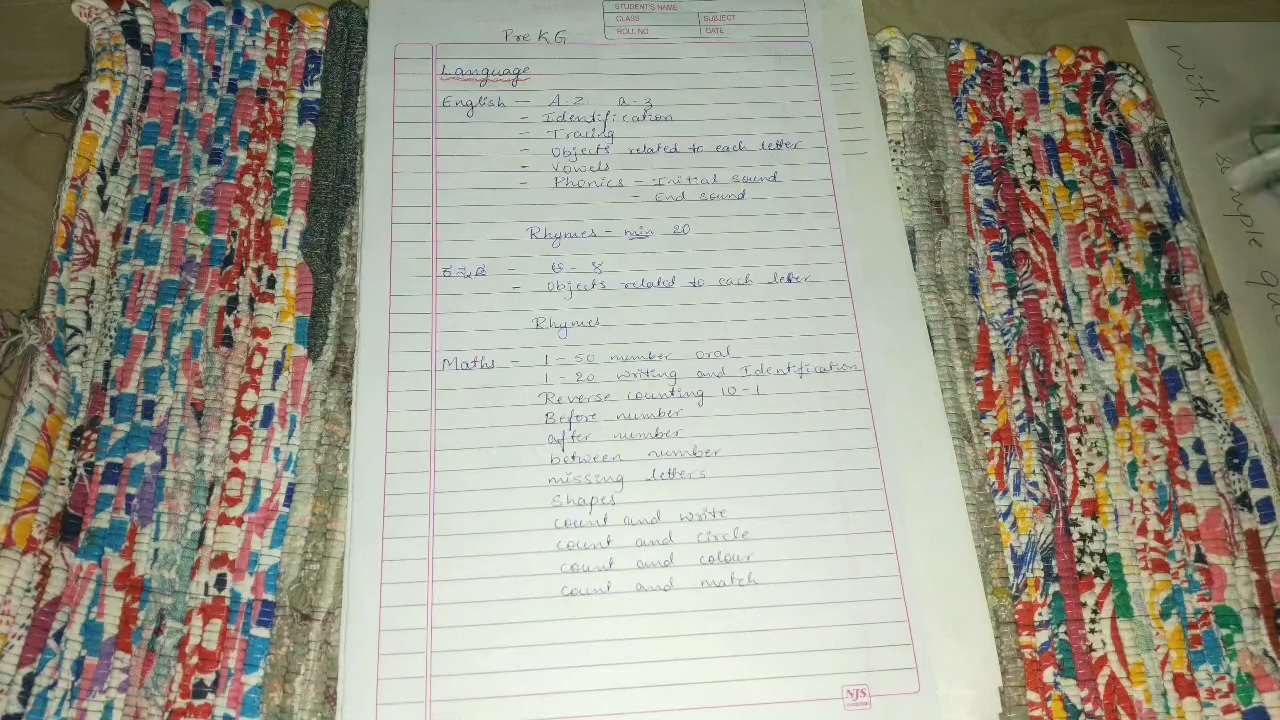 STUDENT'S NAME
CLASS SUBJECT
ROLL NO DATE
Pre KG
Language
English – A-Z a-z
– Identification
– Tracing
– Objects related to each letter
– Vowels
– Phonics – Initial sound
– End sound
Rhymes – min 20
ಕನ್ನಡ –
– Objects related to each letter
Rhymes
Maths – 1 – 50 number oral
1 – 20 writing and Identification
Reverse counting 10-1
Before number
after number
between number
missing letters
Shapes
count and write
count and circle
count and colour
count and match
NJS
With